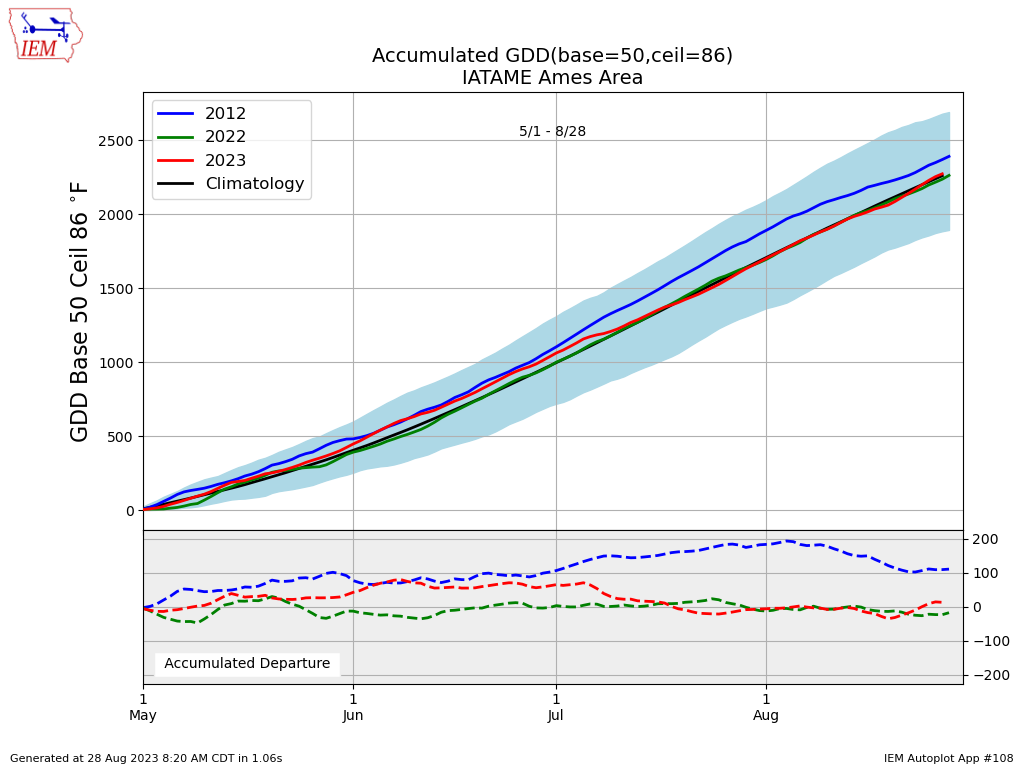 IEM
Accumulated GDD(base=50,ceil=86)
IATAME Ames Area
2012
2022
2023
Climatology
5/1 - 8/28
GDD Base 50 Ceil 86 °F
2500
2000
1500
1000
500
0
200
100
0
−100
−200
Accumulated Departure
1
May
1
Jun
1
Jul
1
Aug
Generated at 28 Aug 2023 8:20 AM CDT in 1.06s
IEM Autoplot App #108